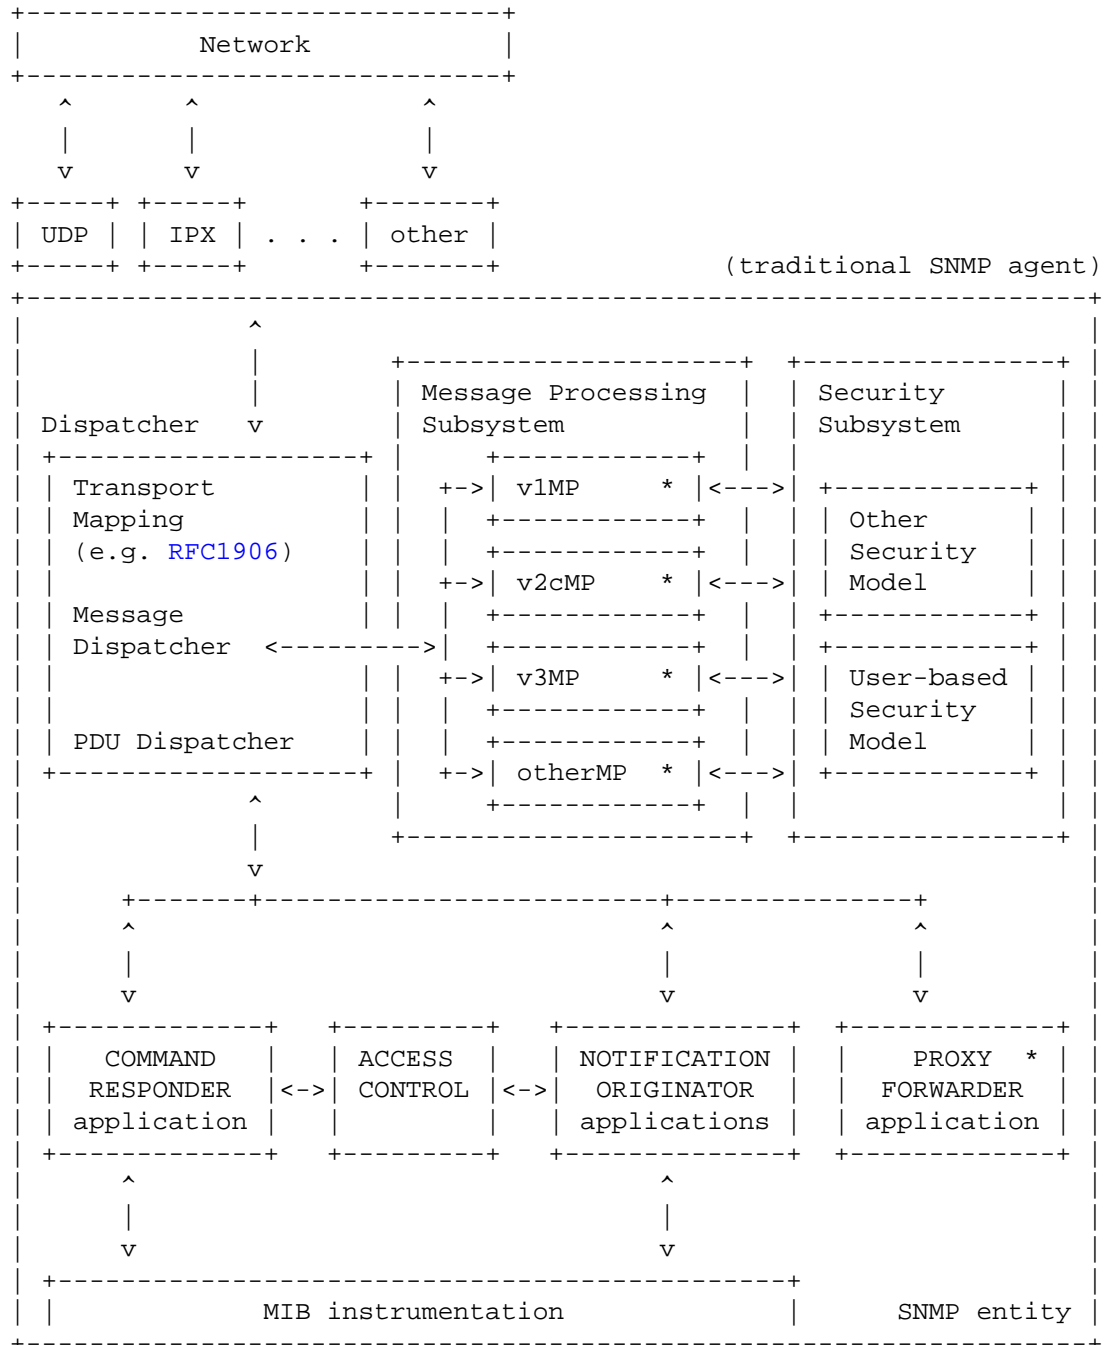 +------------------------------+
|           Network            |
+------------------------------+
   ^       ^              ^
   |       |              |
   v       v              v
+-----+ +-----+       +-------+
| UDP | | IPX | . . . | other |
+-----+ +-----+       +-------+              (traditional SNMP agent)
+-------------------------------------------------------------------+
|              ^                                                    |
|              |        +---------------------+  +----------------+ |
|              |        | Message Processing  |  | Security       | |
| Dispatcher   v        | Subsystem           |  | Subsystem      | |
| +-------------------+ |     +------------+  |  |                | |
| | Transport         | |  +->| v1MP     * |<--->| +------------+ | |
| | Mapping           | |  |  +------------+  |  | | Other      | | |
| | (e.g. RFC1906)    | |  |  +------------+  |  | | Security   | | |
| |                   | |  +->| v2cMP    * |<--->| | Model      | | |
| | Message           | |  |  +------------+  |  | +------------+ | |
| | Dispatcher  <--------->|  +------------+  |  | +------------+ | |
| |                   | |  +->| v3MP     * |<--->| | User-based | | |
| |                   | |  |  +------------+  |  | | Security   | | |
| | PDU Dispatcher    | |  |  +------------+  |  | | Model      | | |
| +-------------------+ |  +->| otherMP  * |<--->| +------------+ | |
|              ^        |     +------------+  |  |                | |
|              |        +---------------------+  +----------------+ |
|              v                                                    |
|      +-------+-------------------------+---------------+          |
|      ^                                 ^               ^          |
|      |                                 |               |          |
|      v                                 v               v          |
| +-------------+   +---------+   +--------------+  +-------------+ |
| |   COMMAND   |   | ACCESS  |   | NOTIFICATION |  |    PROXY  * | |
| |  RESPONDER  |<->| CONTROL |<->|  ORIGINATOR  |  |  FORWARDER  | |
| | application |   |         |   | applications |  | application | |
| +-------------+   +---------+   +--------------+  +-------------+ |
|      ^                                 ^                          |
|      |                                 |                          |
|      v                                 v                          |
| +----------------------------------------------+                  |
| |             MIB instrumentation              |      SNMP entity |
+-------------------------------------------------------------------+